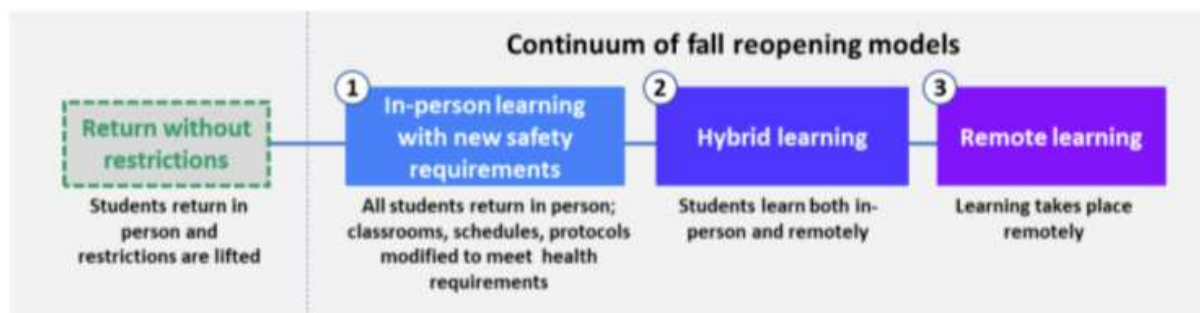 Continuum of fall reopening models
Return without
restrictions
Students return in
person and
restrictions are lifted
1
In-person learning
with new safety
requirements
All students return in person;
classrooms, schedules, protocols
modified to meet health
requirements
2
Hybrid learning
Students learn both in-
person and remotely
3
Remote learning
Learning takes place
remotely